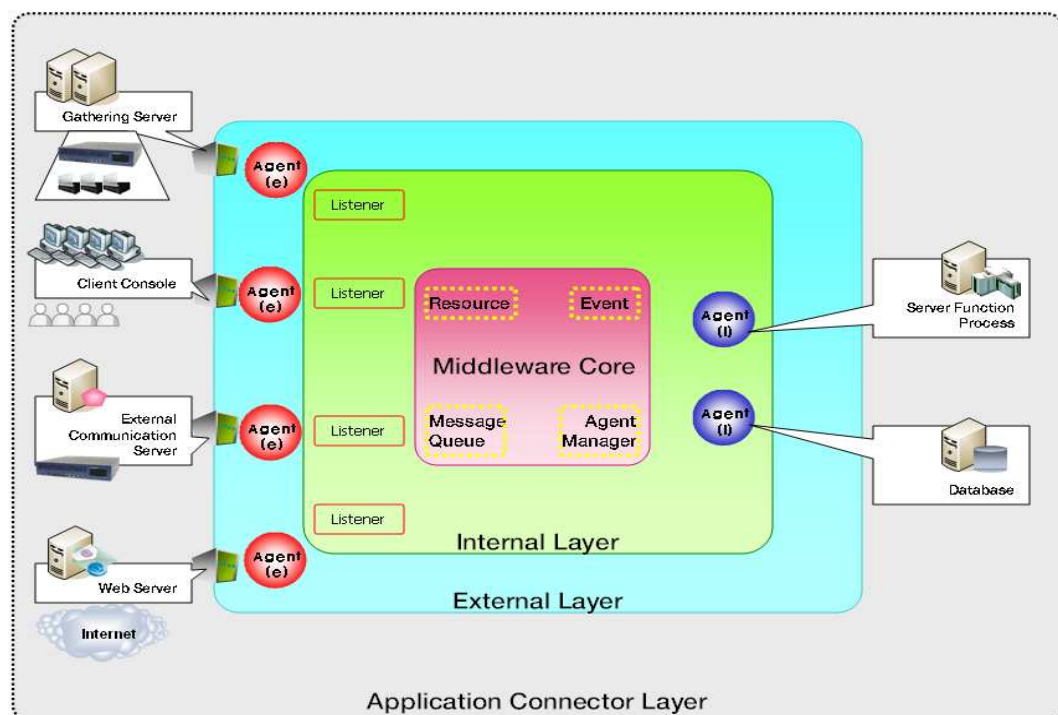 Gathering Server
Agent
(e)
Listener
Client Console
Agent
(e)
Listener
External
Communication
Server
Agent
(e)
Listener
Web Server
Agent
(e)
Listener
Internet
Resource
Event
Middleware Core
Message
Queue
Agent
Manager
Agent
(I)
Server Function
Process
Agent
(I)
Database
Internal Layer
External Layer
Application Connector Layer